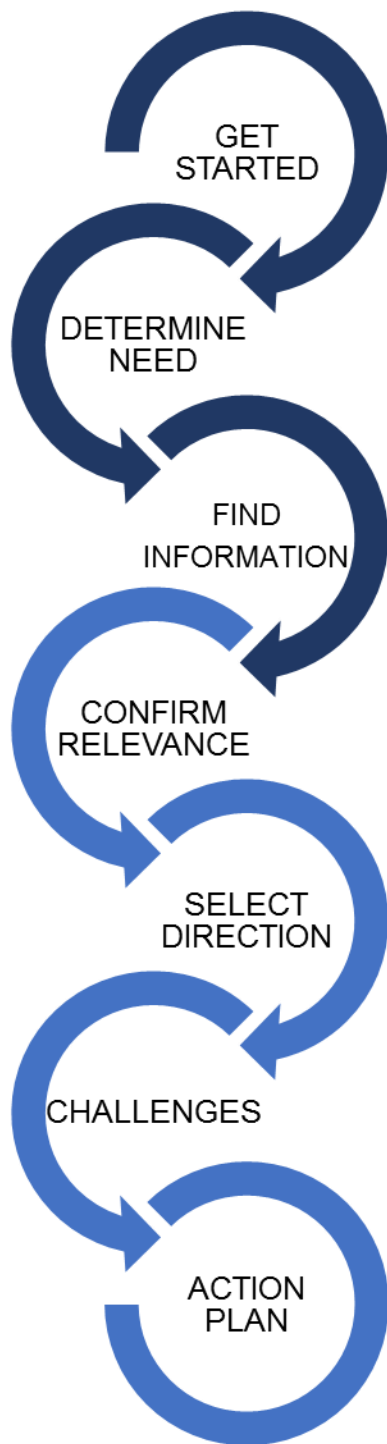 GET
STARTED
DETERMINE
NEED
FIND
INFORMATION
CONFIRM
RELEVANCE
SELECT
DIRECTION
CHALLENGES
ACTION
PLAN